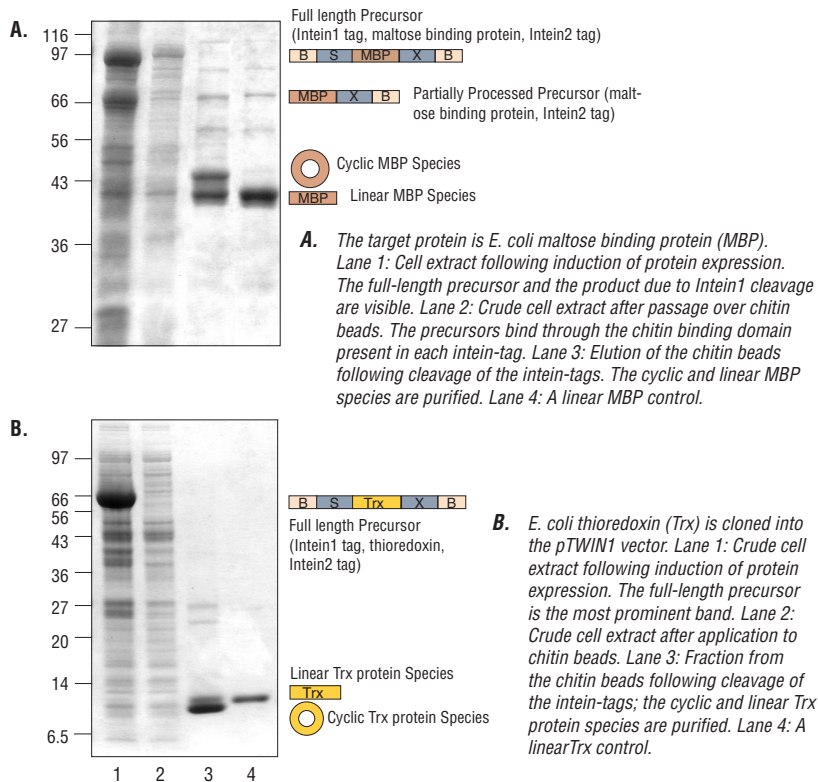 A.
116
97
66
56
43
36
27
Full length Precursor
(Intein1 tag, maltose binding protein, Intein2 tag)
B S MBP X B
MBP X B
Partially Processed Precursor (malt-
ose binding protein, Intein2 tag)
Cyclic MBP Species
MBP Linear MBP Species
A. The target protein is E. coli maltose binding protein (MBP).
Lane 1: Cell extract following induction of protein expression.
The full-length precursor and the product due to Intein1 cleavage
are visible. Lane 2: Crude cell extract after passage over chitin
beads. The precursors bind through the chitin binding domain
present in each intein-tag. Lane 3: Elution of the chitin beads
following cleavage of the intein-tags. The cyclic and linear MBP
species are purified. Lane 4: A linear MBP control.
B.
97
66
56
43
36
27
20
14
6.5
1 2 3 4
B S Trx X B
Full length Precursor
(Intein1 tag, thioredoxin,
Intein2 tag)
Linear Trx protein Species
Trx
Cyclic Trx protein Species
B. E. coli thioredoxin (Trx) is cloned into
the pTWIN1 vector. Lane 1: Crude cell
extract following induction of protein
expression. The full-length precursor
is the most prominent band. Lane 2:
Crude cell extract after application to
chitin beads. Lane 3: Fraction from
the chitin beads following cleavage of
the intein-tags; the cyclic and linear Trx
protein species are purified. Lane 4: A
linearTrx control.